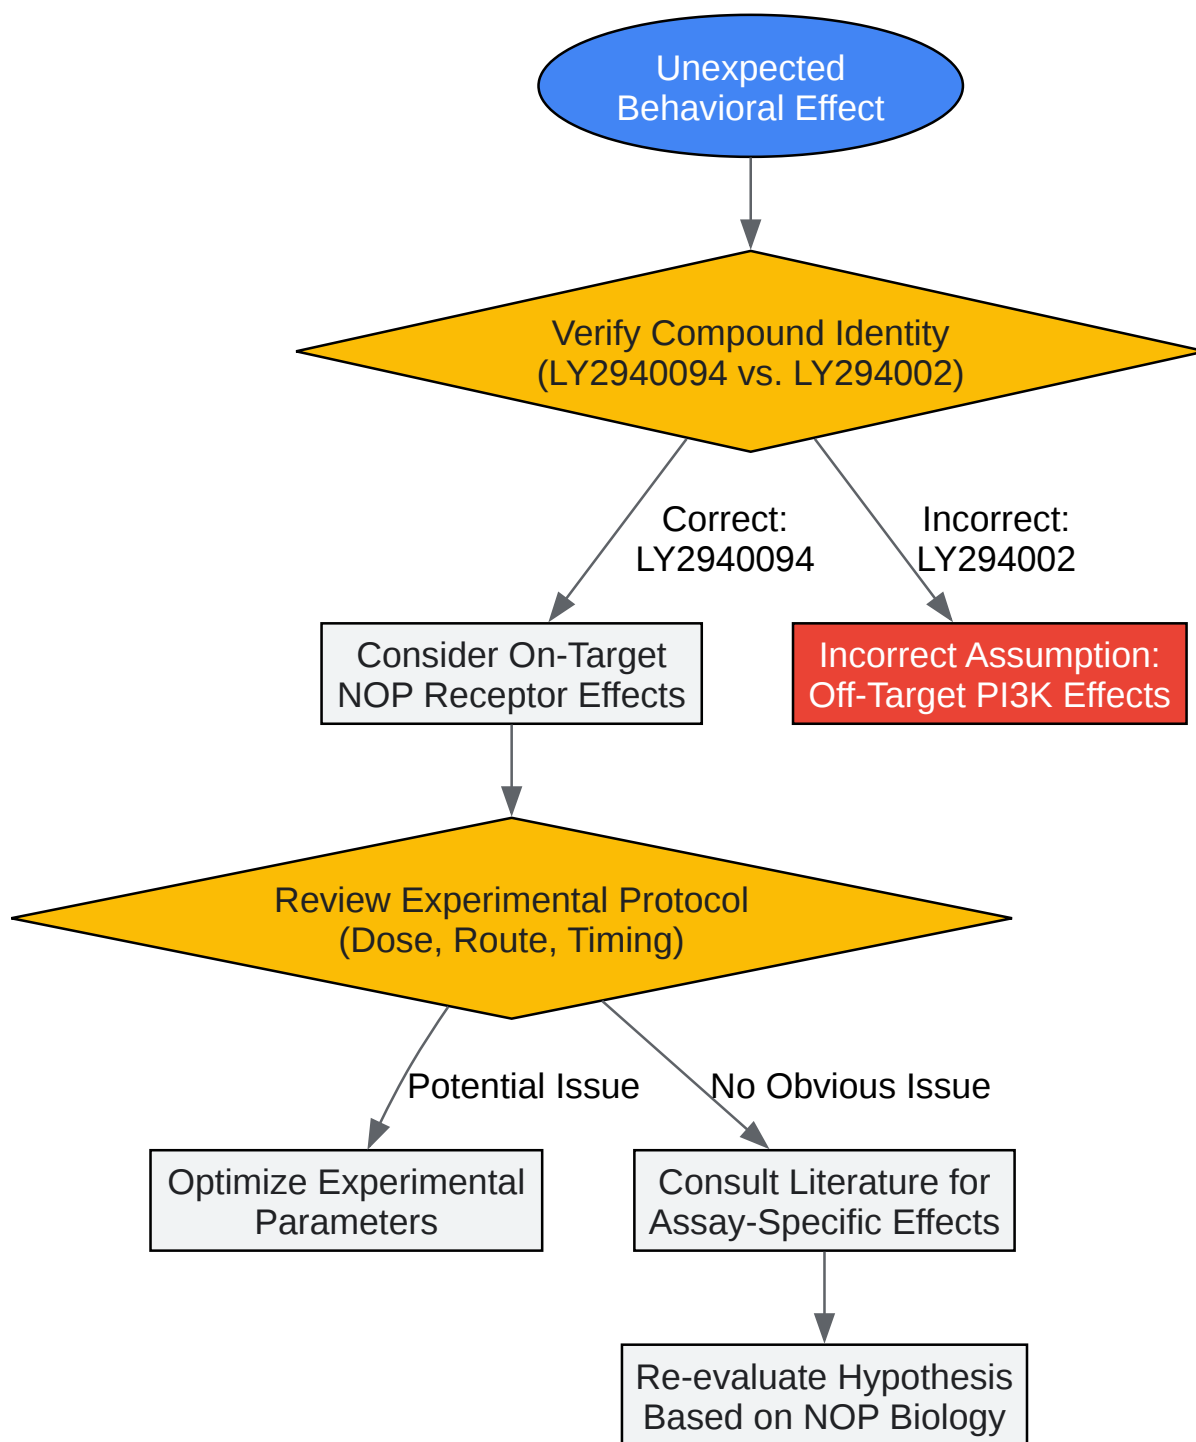 Unexpected
Behavioral Effect
Verify Compound Identity
(LY2940094 vs. LY294002)
Correct:
LY2940094
Incorrect:
LY294002
Consider On-Target
NOP Receptor Effects
Incorrect Assumption:
Off-Target PI3K Effects
Review Experimental Protocol
(Dose, Route, Timing)
Potential Issue
No Obvious Issue
Optimize Experimental
Parameters
Consult Literature for
Assay-Specific Effects
Re-evaluate Hypothesis
Based on NOP Biology